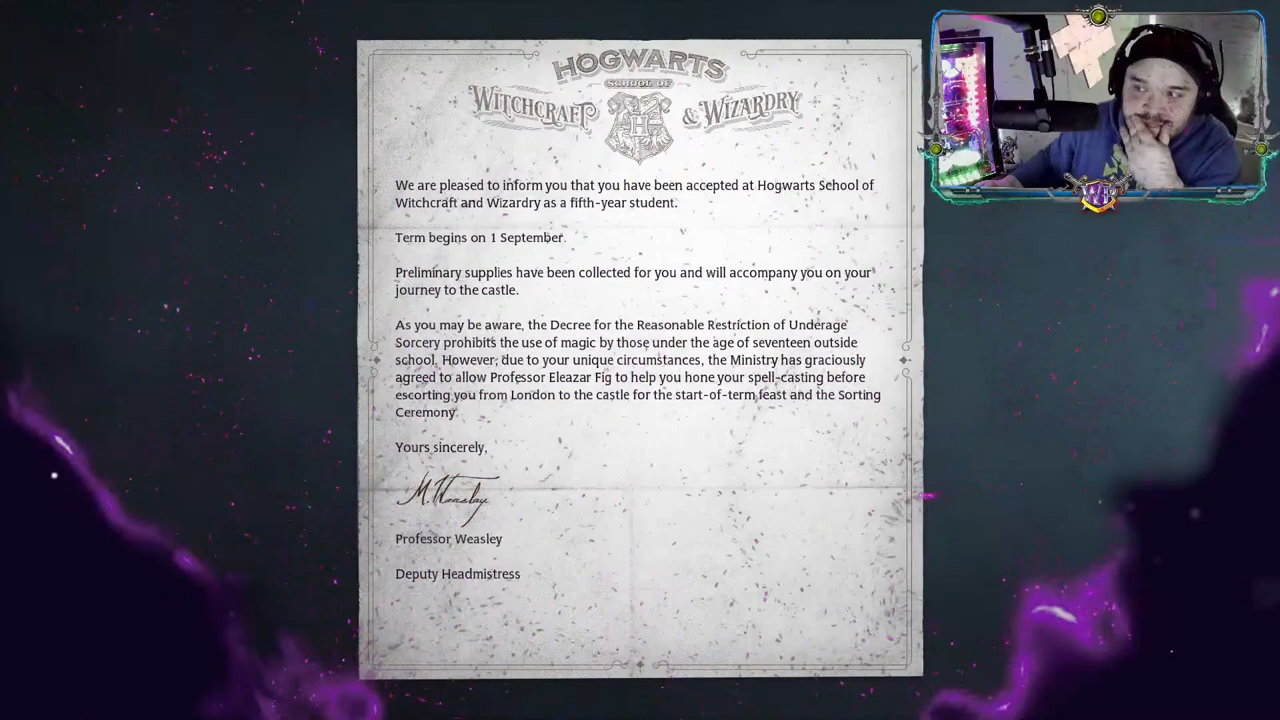 HOGWARTS
SCHOOL OF
WITCHCRAFT & WIZARDRY
H
We are pleased to inform you that you have been accepted at Hogwarts School of
Witchcraft and Wizardry as a fifth-year student.
Term begins on 1 September.
Preliminary supplies have been collected for you and will accompany you on your
journey to the castle.
As you may be aware, the Decree for the Reasonable Restriction of Underage
Sorcery prohibits the use of magic by those under the age of seventeen outside
school. However, due to your unique circumstances, the Ministry has graciously
agreed to allow Professor Eleazar Fig to help you hone your spell-casting before
escorting you from London to the castle for the start-of-term feast and the Sorting
Ceremony.
Yours sincerely,
M. Weasley
Professor Weasley
Deputy Headmistress
WP